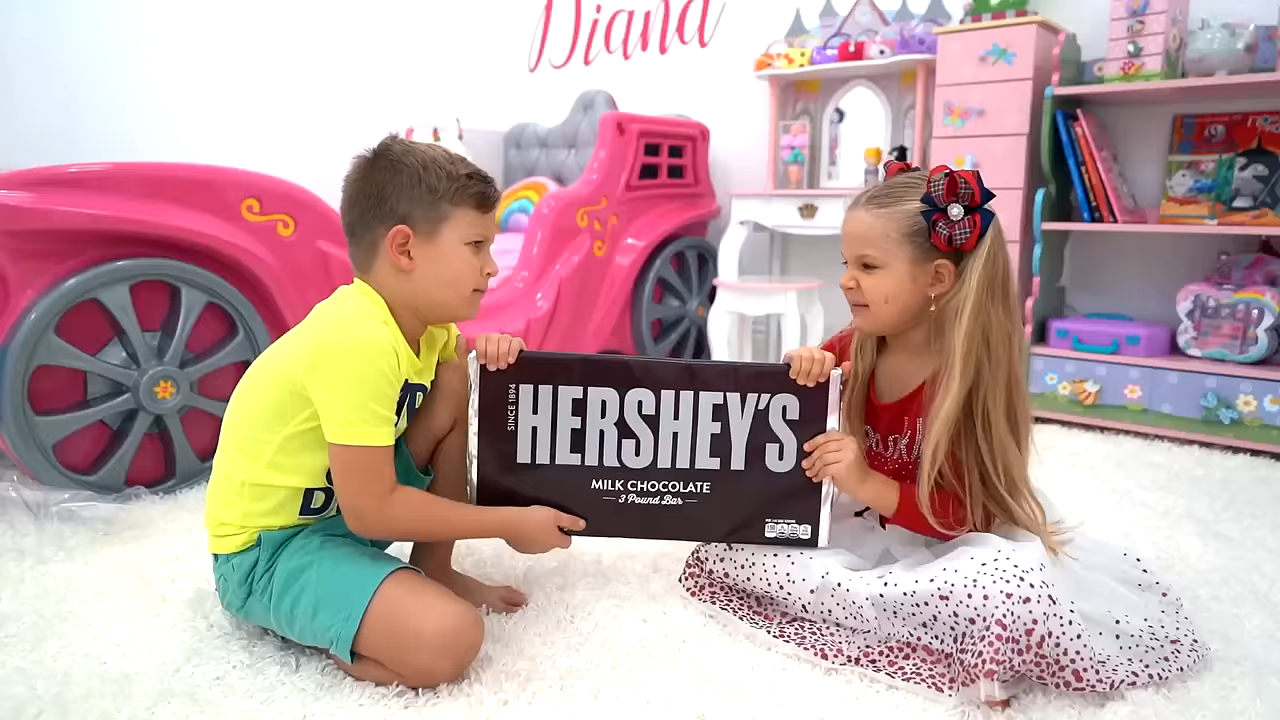 Diana
SINCE 1894
HERSHEY'S
MILK CHOCOLATE
3 Pound Bar